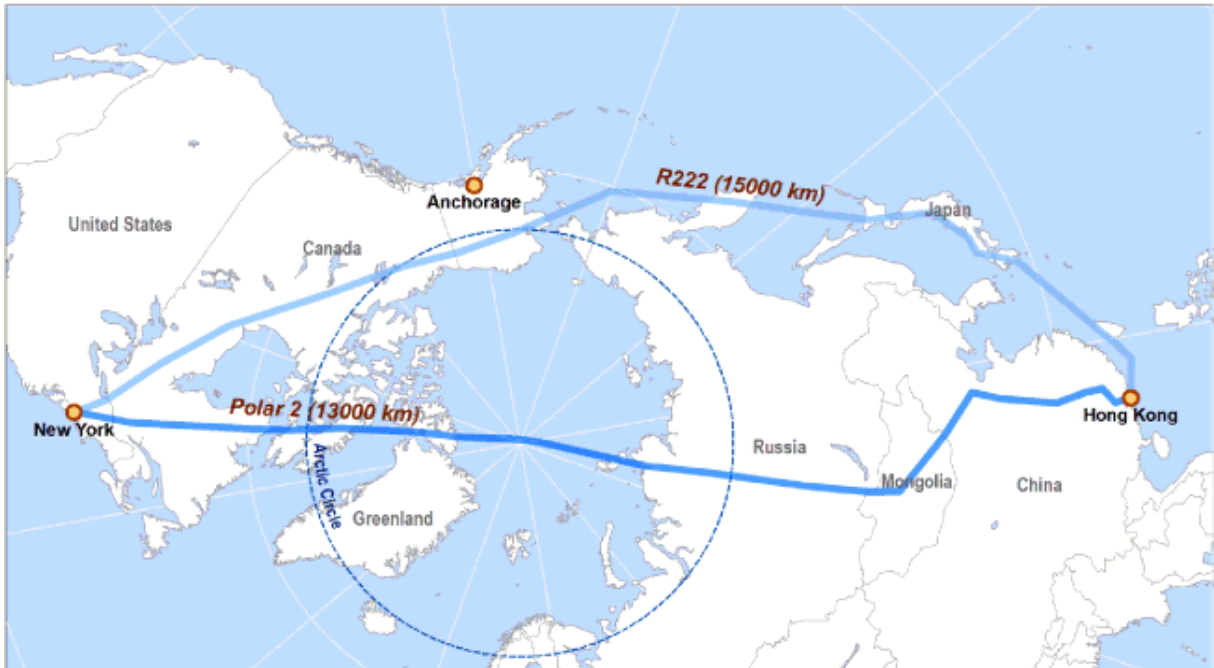 R222 (15000 km)
Anchorage
Japan
United States
Canada
Polar 2 (13000 km)
New York
Hong Kong
Arctic Circle
Russia
Mongolia
China
Greenland